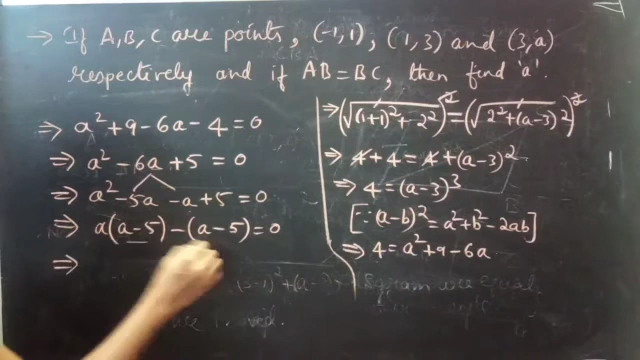 → If A,B,C are points, (-1,1), (1,3) and (3,a)
respectively and if AB=BC, then find 'a'.
⇒ (√(1+1)²+2²)² = (√2²+(a-3)²)²
⇒ 4+4=4+(a-3)²
⇒ 4=(a-3)³
[∵(a-b)²=a²+b²-2ab]
⇒ 4=a²+9-6a
⇒ a²+9-6a-4=0
⇒ a²-6a+5=0
⇒ a²-5a-a+5=0
⇒ a(a-5)-(a-5)=0
⇒